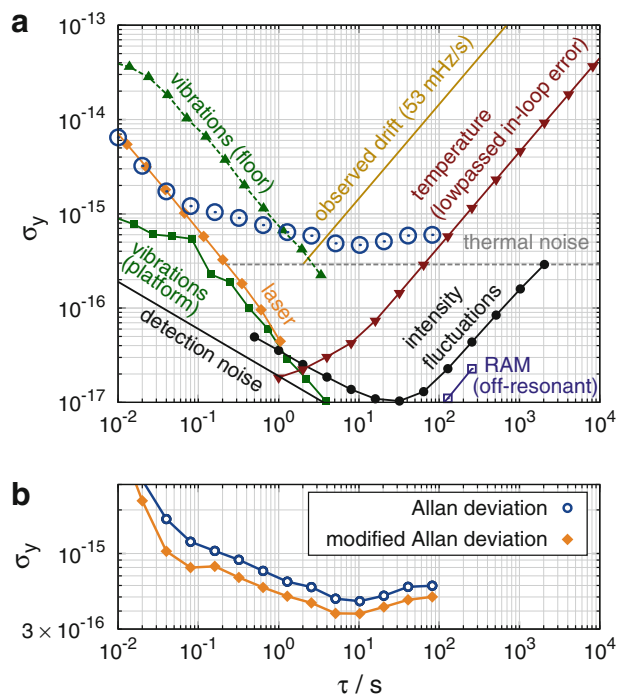 a
10^-13
10^-14
10^-15
10^-16
10^-17
σ_y
vibrations (floor)
observed drift (53 mHz/s)
temperature
(lowpassed in-loop error)
thermal noise
vibrations
(platform)
laser
detection noise
intensity
fluctuations
RAM
(off-resonant)
10^-2 10^-1 10^0 10^1 10^2 10^3 10^4
b
Allan deviation
modified Allan deviation
10^-15
3 × 10^-16
σ_y
10^-2 10^-1 10^0 10^1 10^2 10^3 10^4
τ / s